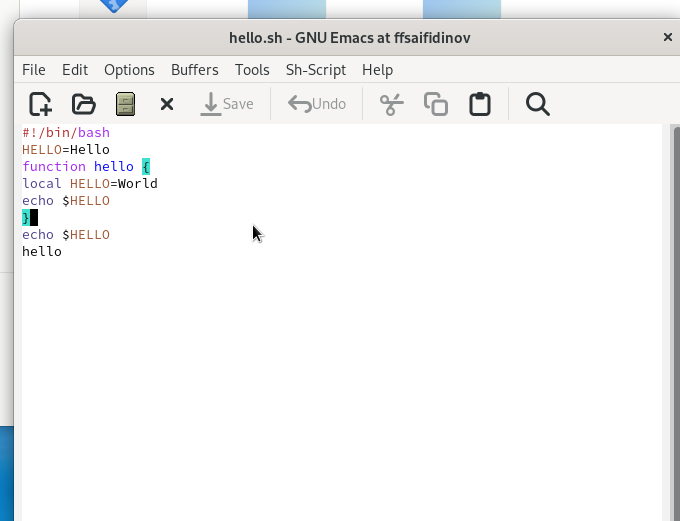 hello.sh - GNU Emacs at ffsaifidinov
File Edit Options Buffers Tools Sh-Script Help
Save Undo
#!/bin/bash
HELLO=Hello
function hello {
local HELLO=World
echo $HELLO
}
echo $HELLO
hello